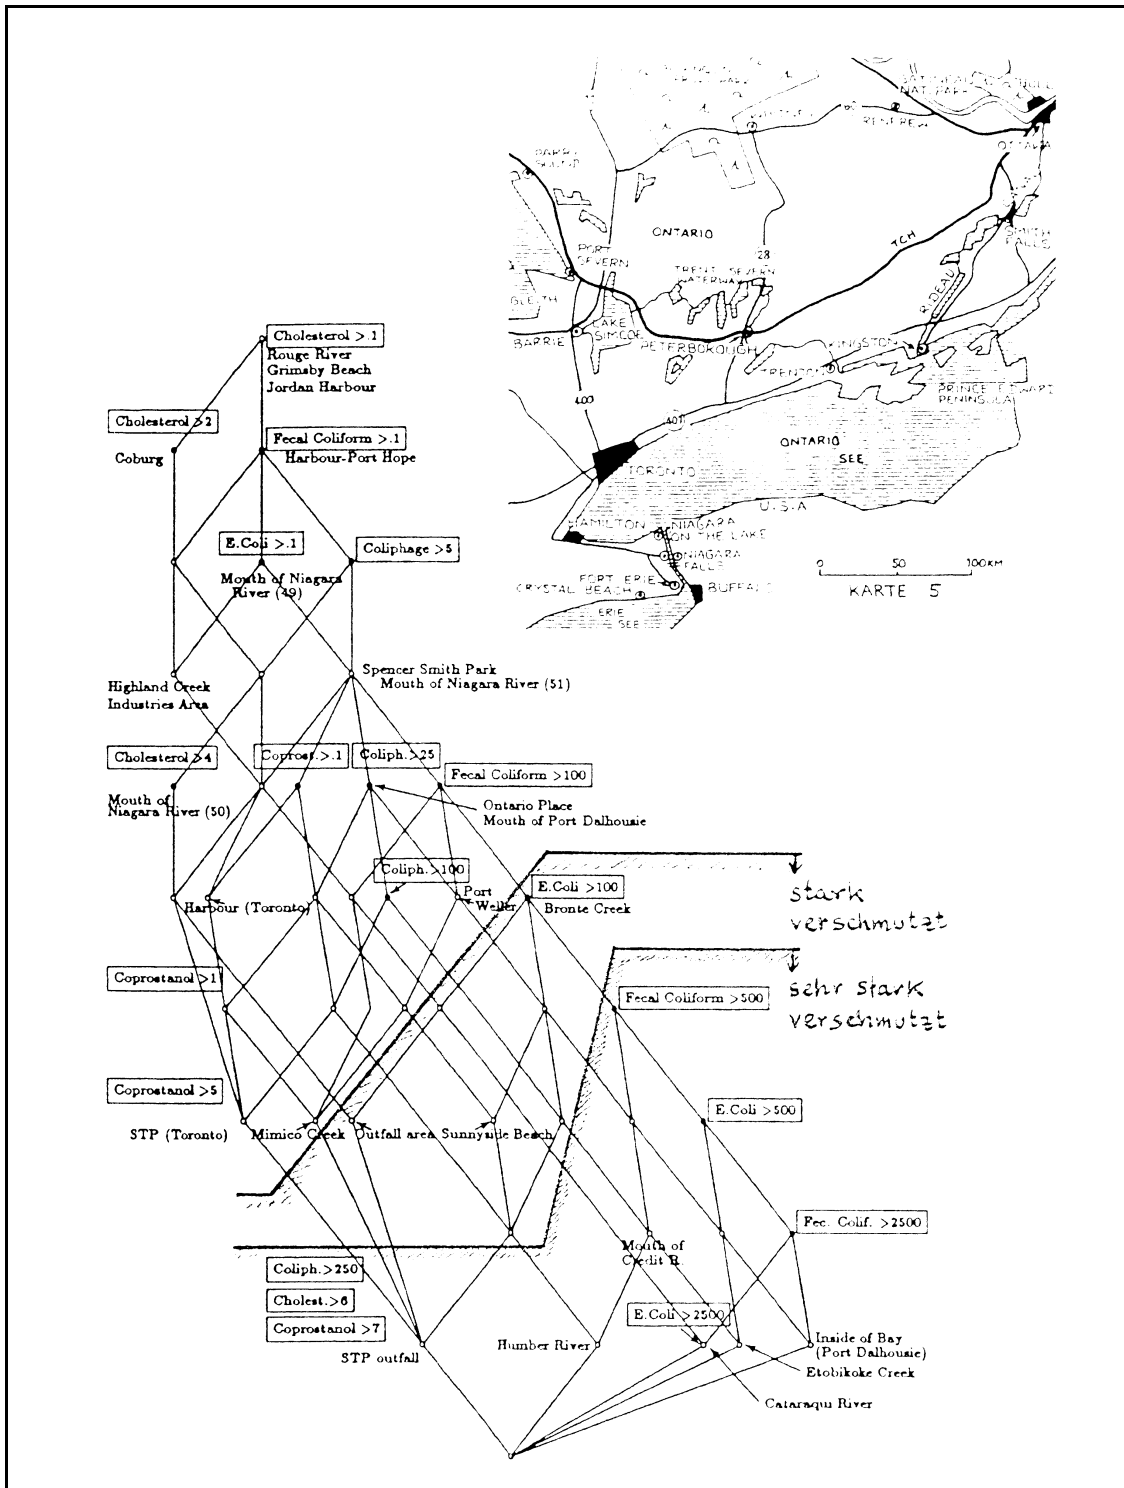 WHITNEY
RENFREW
OTTAWA
PARRY
SOUND
ONTARIO
TCH
SMITH
FALLS
PORT
SEVERN
28
TRENT SEVERN
WATERWAY
RIDEAU
BARRIE
LAKE
SIMCOE
PETERBOROUGH
KINGSTON
TRENTON
PRINCE EDWARD
PENINSULA
400
401
TORONTO
ONTARIO
SEE
U.S.A
HAMILTON
NIAGARA
ON THE LAKE
NIAGARA
FALLS
FORT ERIE
CRYSTAL BEACH
BUFFALO
ERIE
SEE
0 50 100KM
KARTE 5
Cholesterol >.1
Rouge River
Grimsby Beach
Jordan Harbour
Cholesterol >2
Coburg
Fecal Coliform >.1
Harbour-Port Hope
E.Coli >.1
Coliphage >5
Mouth of Niagara
River (49)
Highland Creek
Industries Area
Spencer Smith Park
Mouth of Niagara River (51)
Cholesterol >4
Coprost.>.1
Coliph.>25
Fecal Coliform >100
Mouth of
Niagara River (50)
Ontario Place
Mouth of Port Dalhousie
Coliph.>100
E.Coli >100
Harbour (Toronto)
Port
Weller
Bronte Creek
stark
verschmutzt
Coprostanol >1
Fecal Coliform >500
sehr stark
verschmutzt
Coprostanol >5
E.Coli >500
STP (Toronto)
Mimico Creek
Outfall area
Sunnyside Beach
Fec. Colif. >2500
Mouth of
Credit R.
Coliph.>250
Cholest.>6
Coprostanol >7
E.Coli >2500
STP outfall
Humber River
Inside of Bay
(Port Dalhousie)
Etobikoke Creek
Cataraqui River